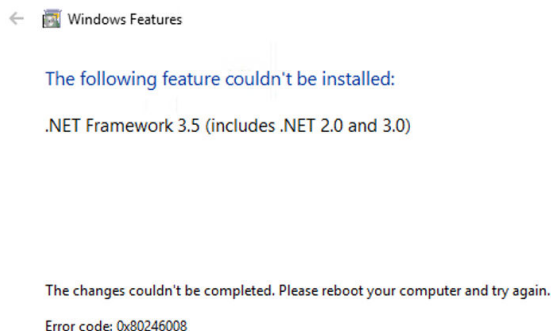 Windows Features
The following feature couldn't be installed:
.NET Framework 3.5 (includes .NET 2.0 and 3.0)
The changes couldn't be completed. Please reboot your computer and try again.
Error code: 0x80246008